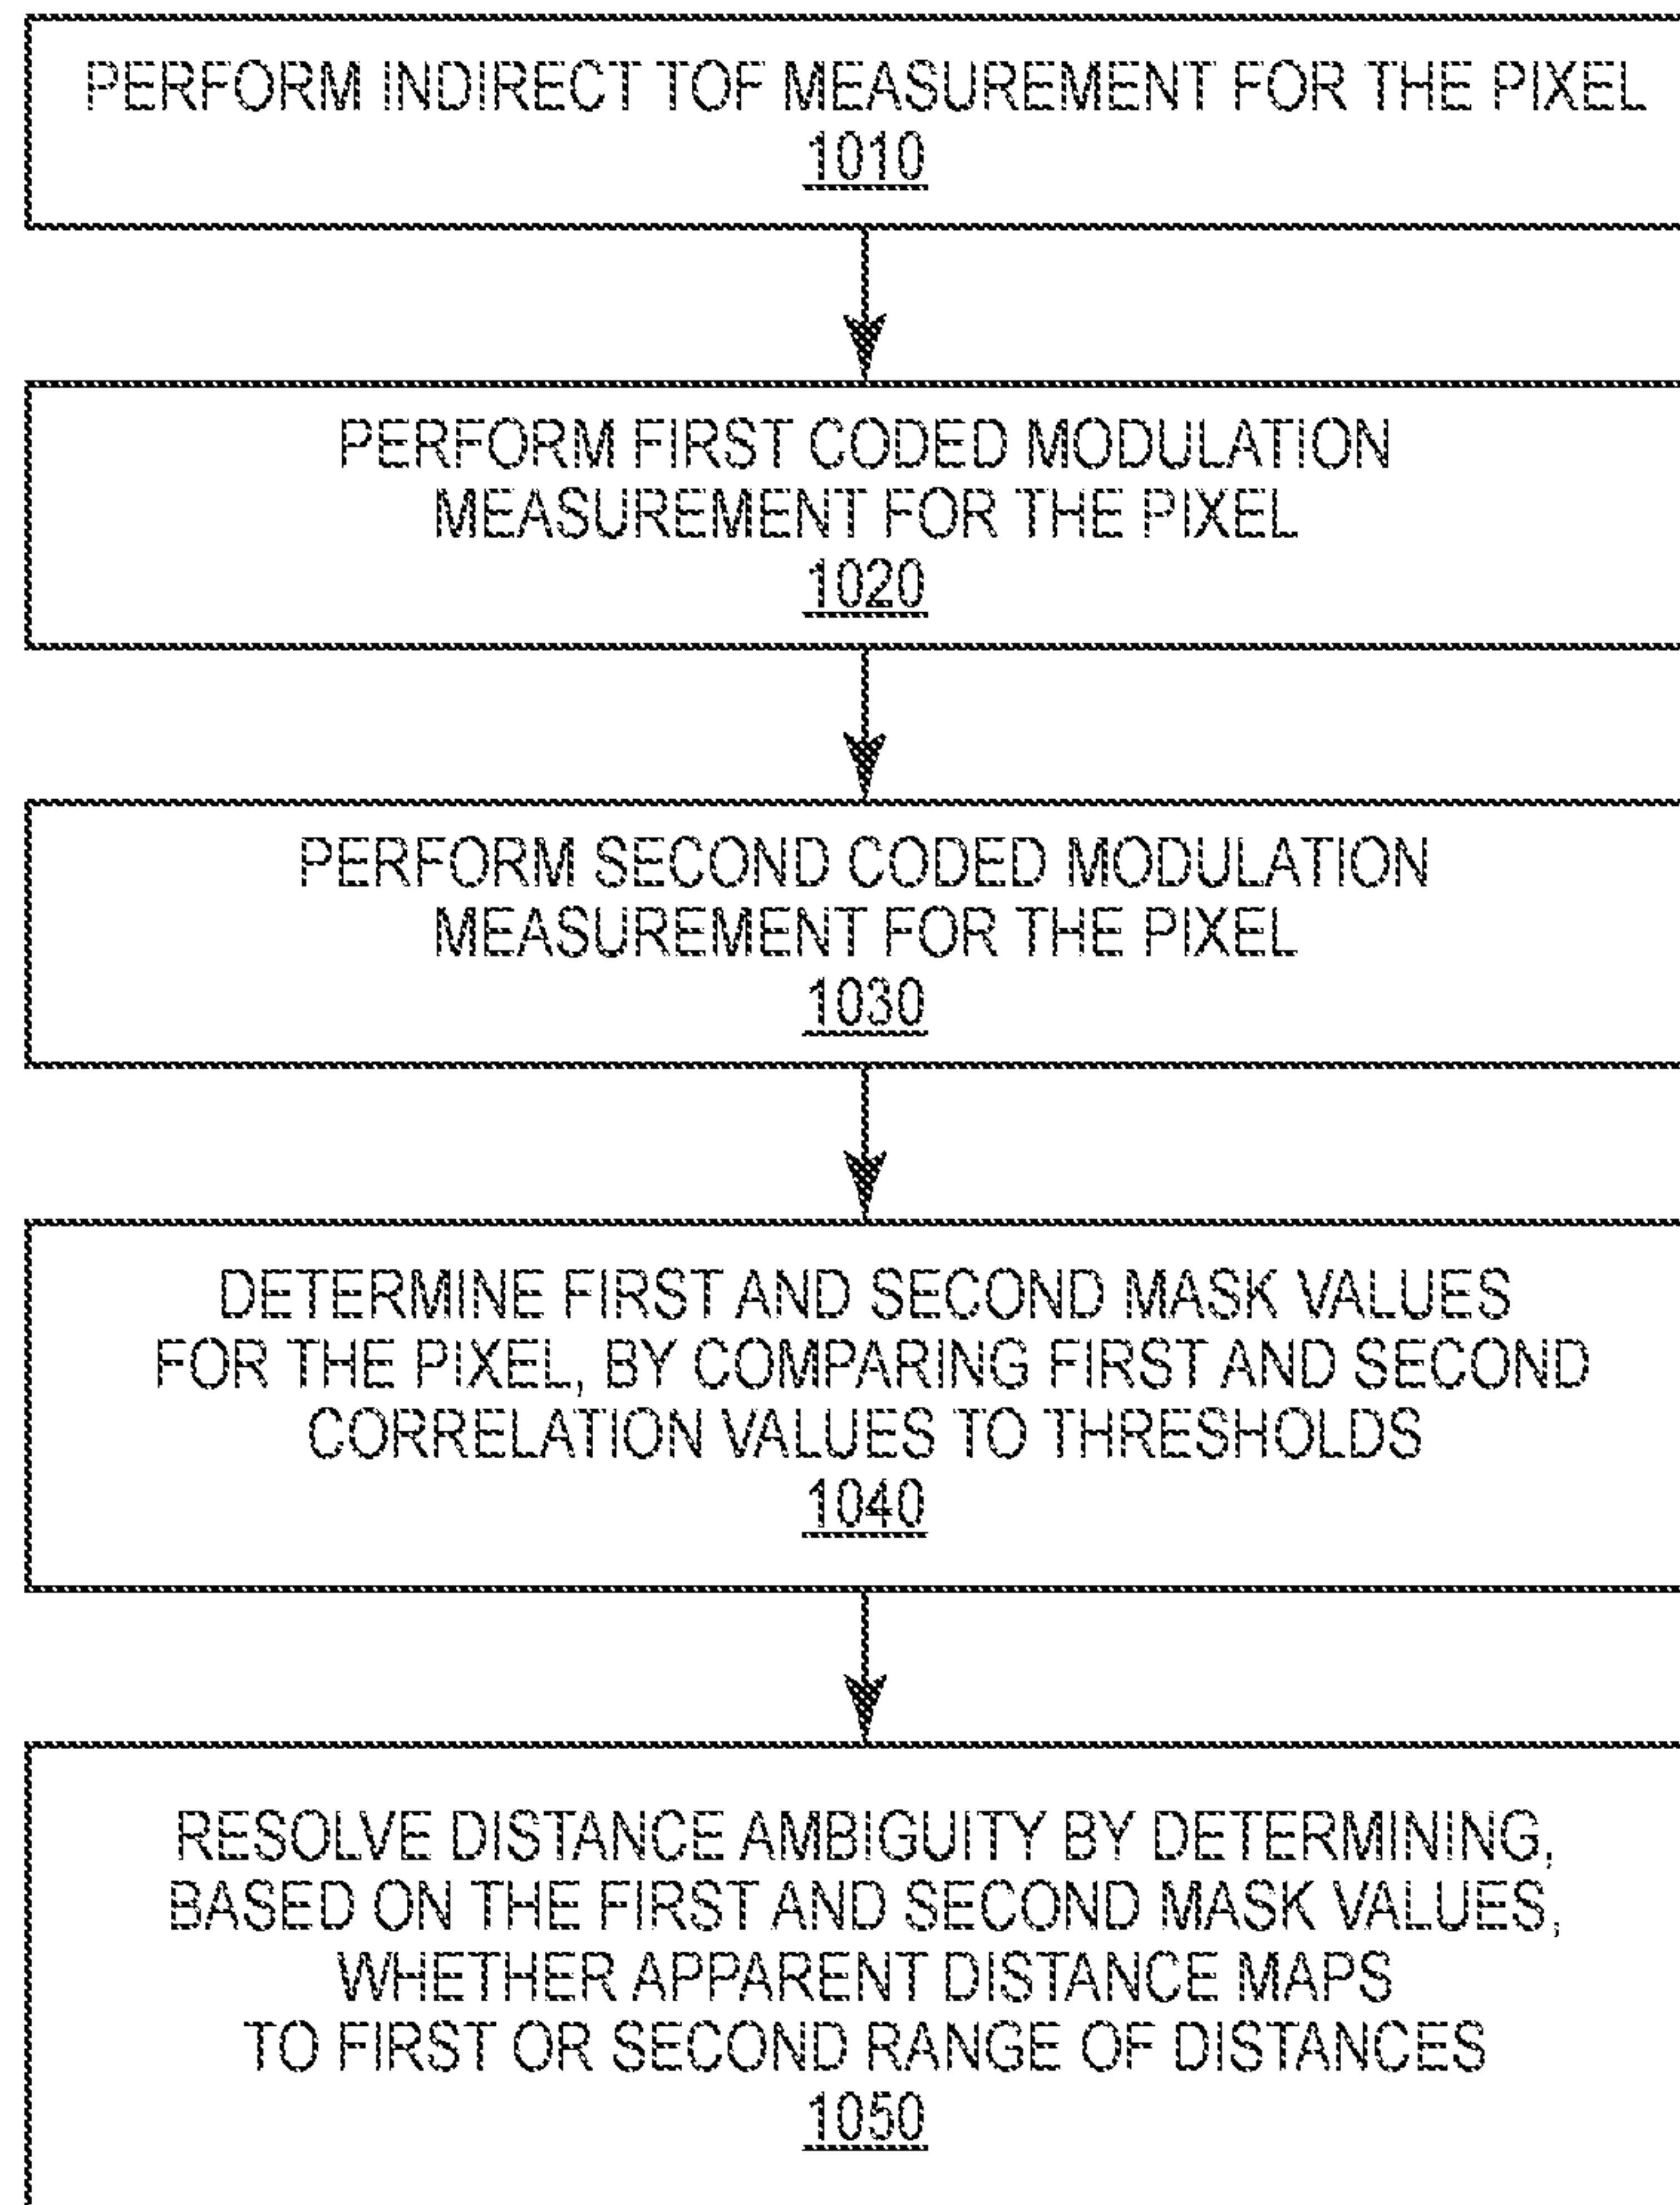 PERFORM INDIRECT TOF MEASUREMENT FOR THE PIXEL
1010
PERFORM FIRST CODED MODULATION
MEASUREMENT FOR THE PIXEL
1020
PERFORM SECOND CODED MODULATION
MEASUREMENT FOR THE PIXEL
1030
DETERMINE FIRST AND SECOND MASK VALUES
FOR THE PIXEL, BY COMPARING FIRST AND SECOND
CORRELATION VALUES TO THRESHOLDS
1040
RESOLVE DISTANCE AMBIGUITY BY DETERMINING,
BASED ON THE FIRST AND SECOND MASK VALUES,
WHETHER APPARENT DISTANCE MAPS
TO FIRST OR SECOND RANGE OF DISTANCES
1050